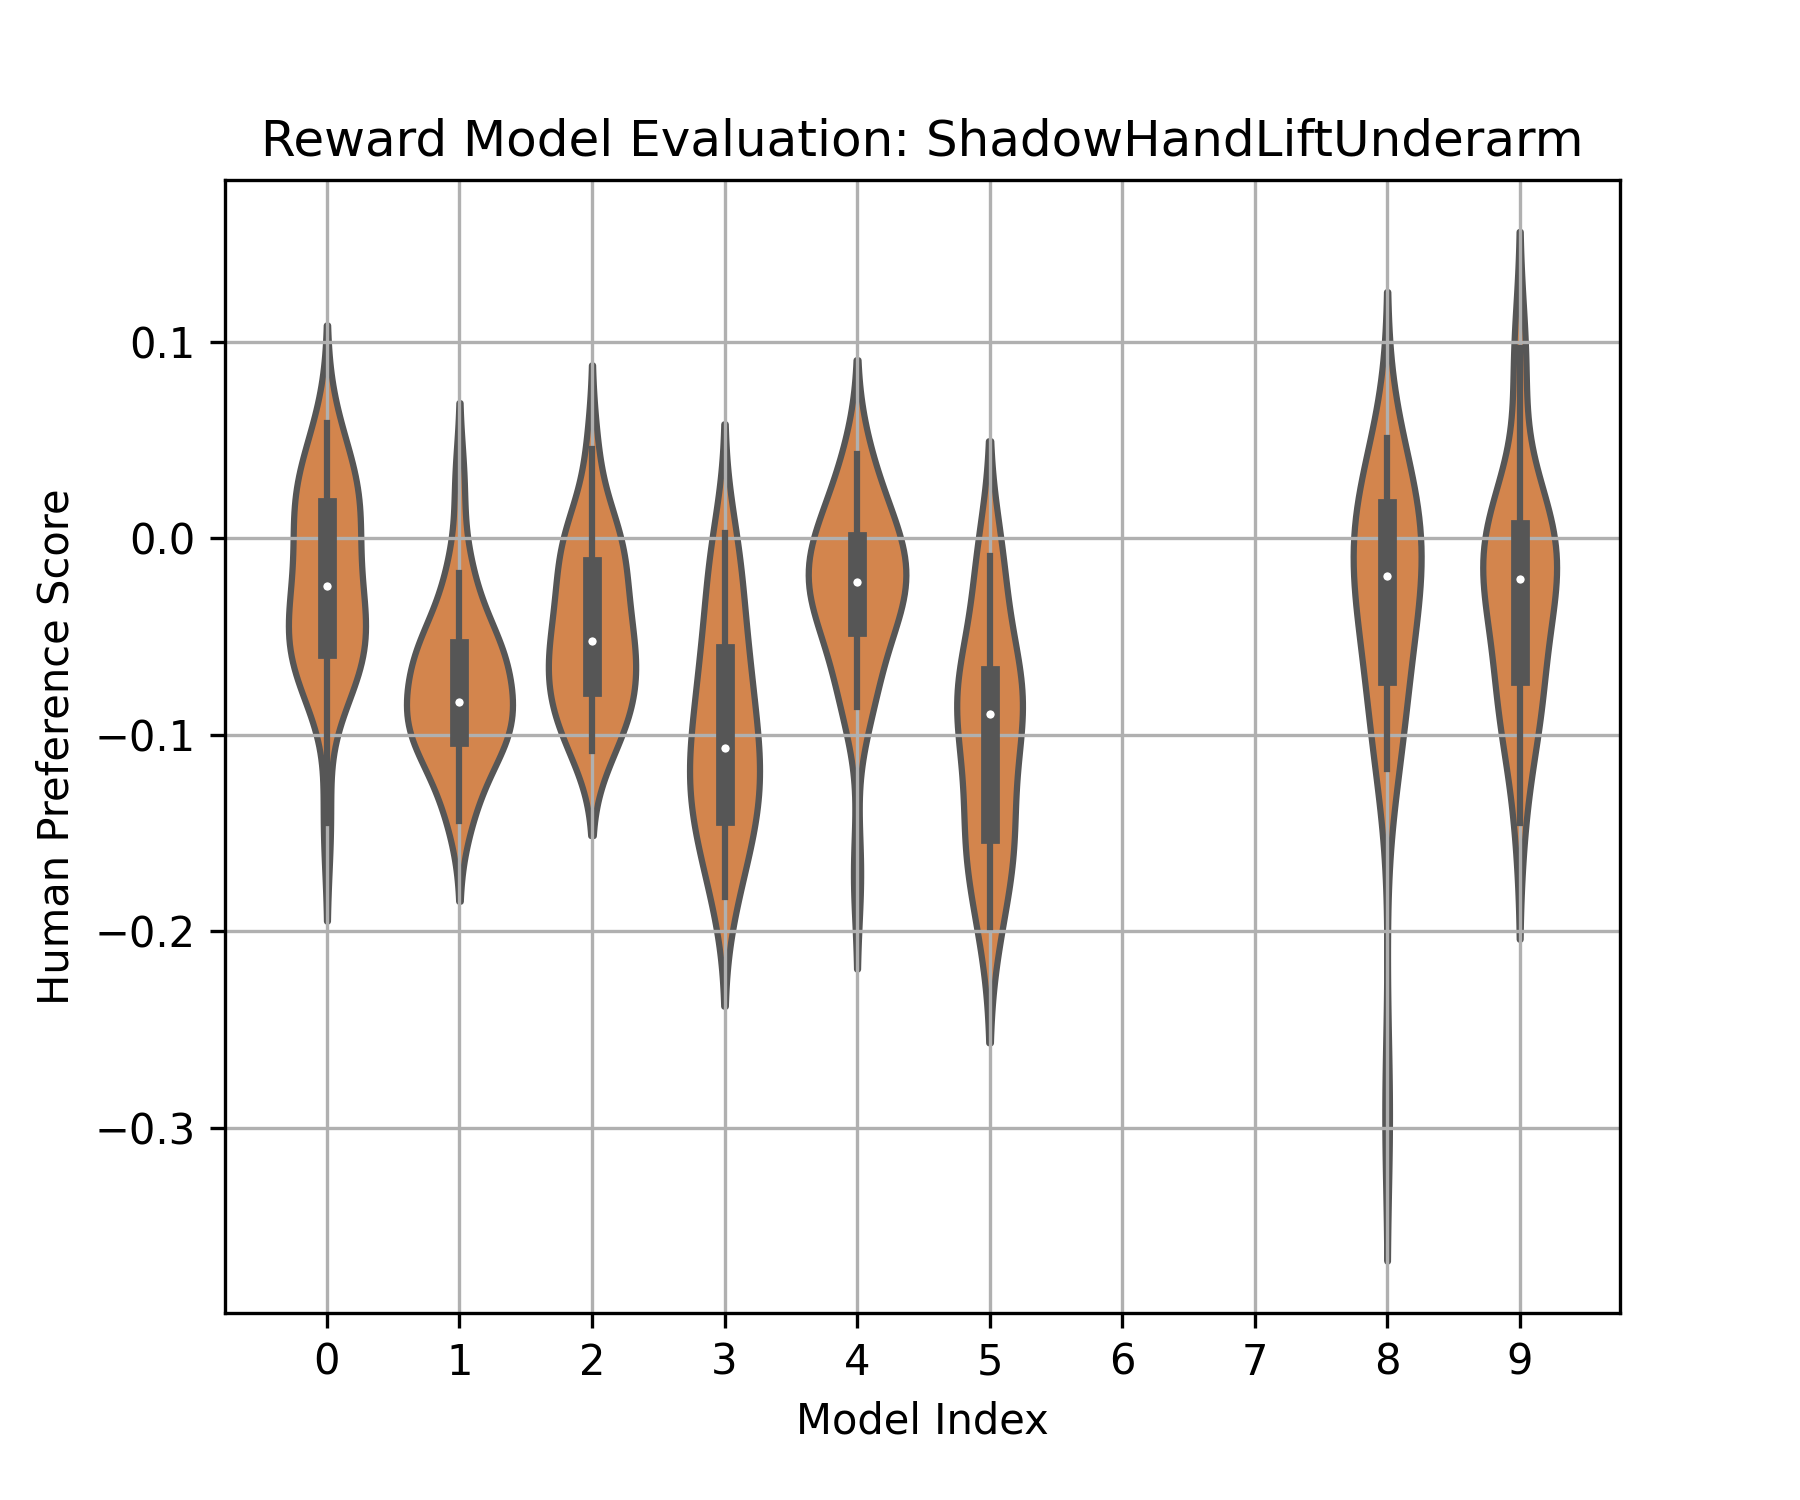 Reward Model Evaluation: ShadowHandLiftUnderarm
Human Preference Score
0.1
0.0
−0.1
−0.2
−0.3
0 1 2 3 4 5 6 7 8 9
Model Index